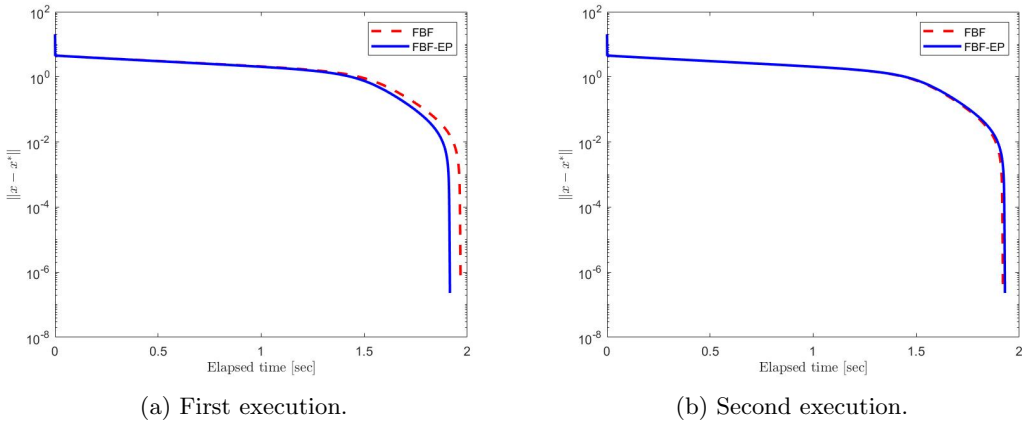 10^2
10^0
10^-2
10^-4
10^-6
10^-8
‖x − x*‖
0 0.5 1 1.5 2
Elapsed time [sec]
FBF
FBF-EP
(a) First execution.
10^2
10^0
10^-2
10^-4
10^-6
10^-8
‖x − x*‖
0 0.5 1 1.5 2
Elapsed time [sec]
FBF
FBF-EP
(b) Second execution.